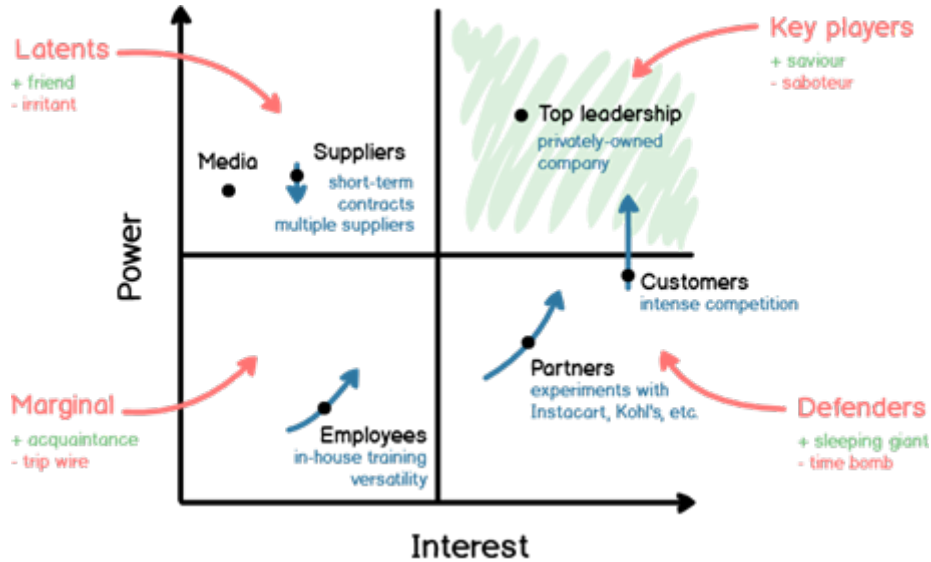 Latents
+ friend
- irritant
Key players
+ saviour
- saboteur
Media
Suppliers
short-term
contracts
multiple suppliers
Top leadership
privately-owned
company
Power
Customers
intense competition
Partners
experiments with
Instacart, Kohl's, etc.
Marginal
+ acquaintance
- trip wire
Employees
in-house training
versatility
Defenders
+ sleeping giant
- time bomb
Interest